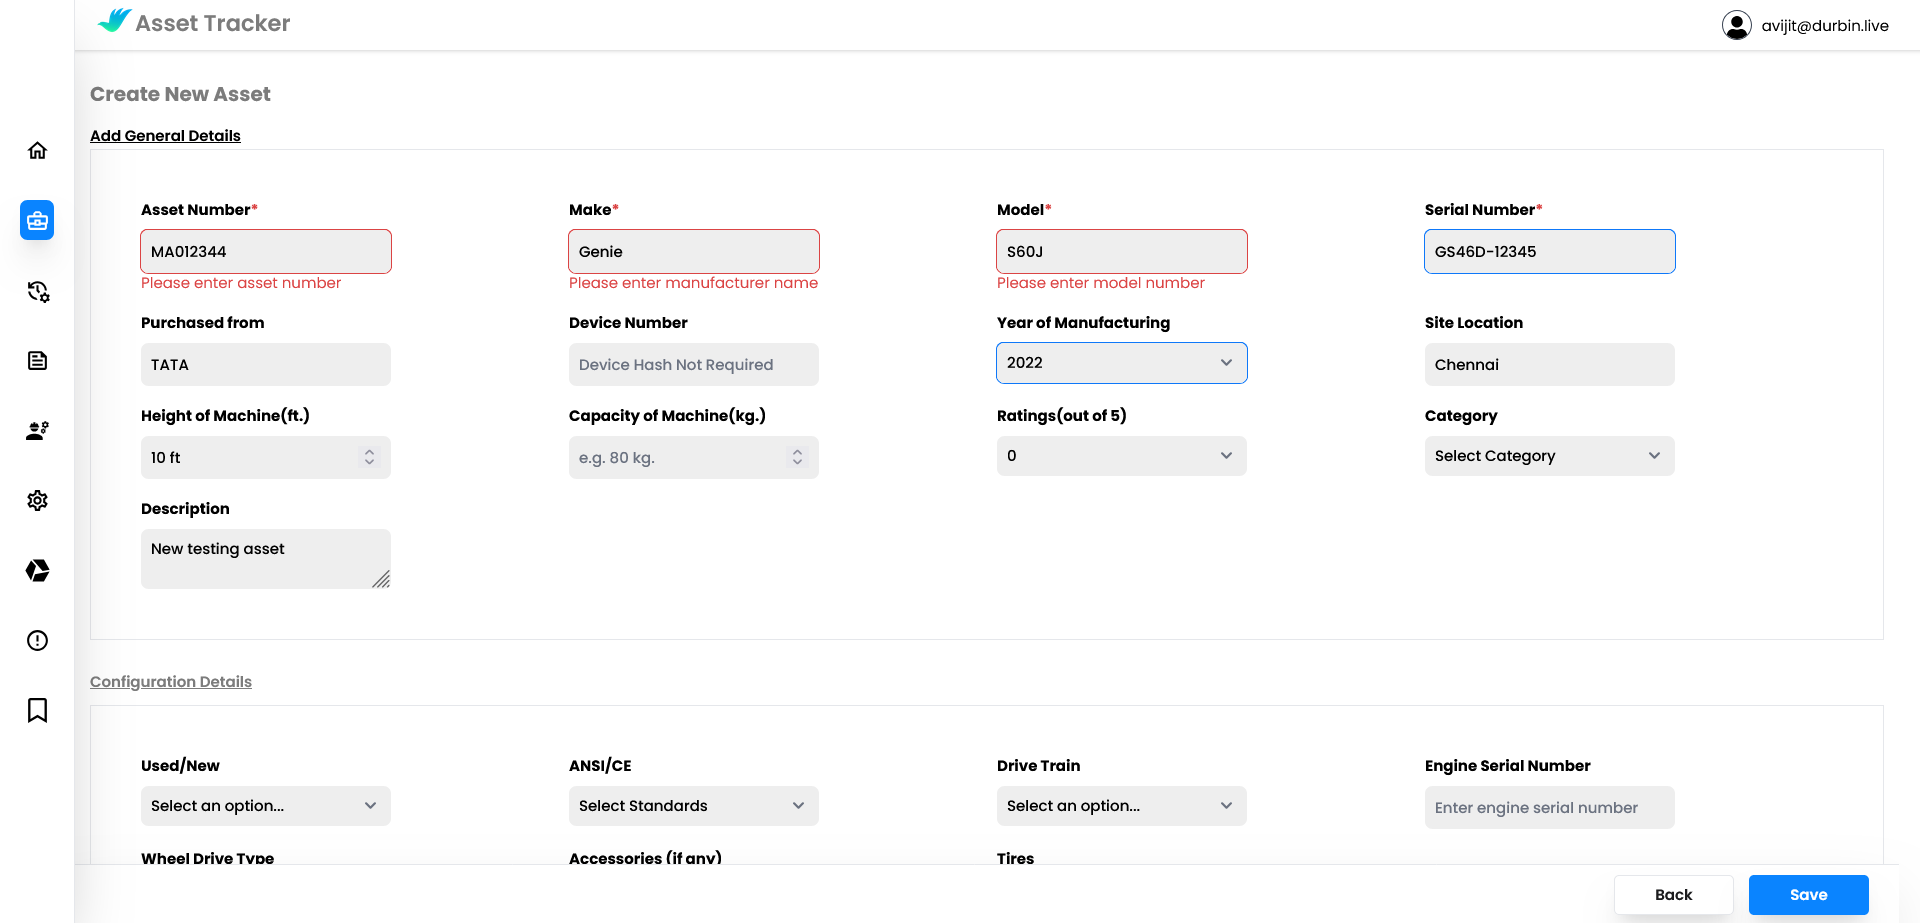 Asset Tracker
avijit@durbin.live
Create New Asset
Add General Details
Asset Number* Make* Model* Serial Number*
MA012344 Genie S60J GS46D-12345
Please enter asset number Please enter manufacturer name Please enter model number
Purchased from Device Number Year of Manufacturing Site Location
TATA Device Hash Not Required 2022 Chennai
Height of Machine(ft.) Capacity of Machine(kg.) Ratings(out of 5) Category
10 ft e.g. 80 kg. 0 Select Category
Description
New testing asset
Configuration Details
Used/New ANSI/CE Drive Train Engine Serial Number
Select an option... Select Standards Select an option... Enter engine serial number
Wheel Drive Type Accessories (if any) Tires
Back Save